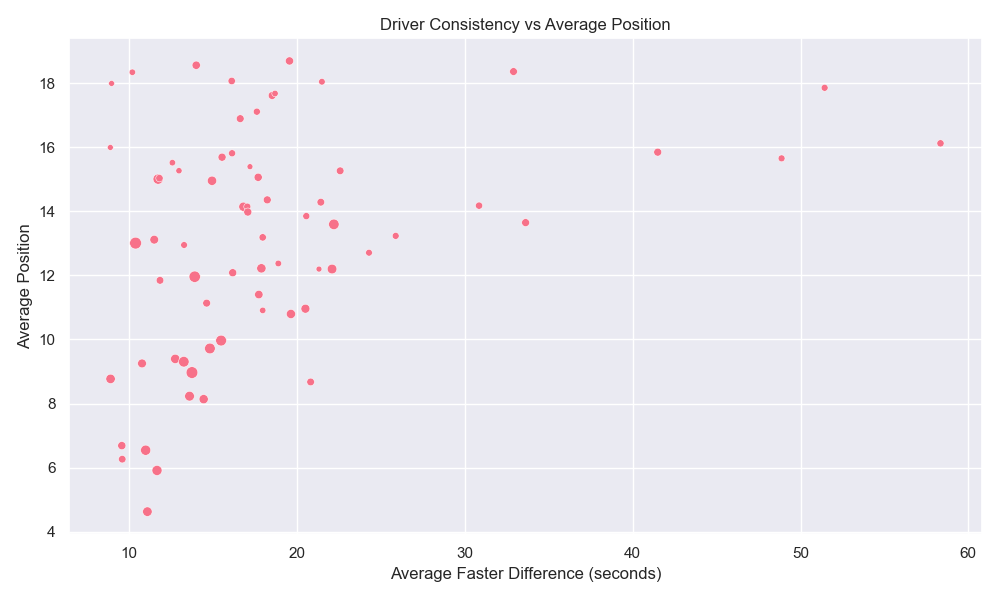 Driver Consistency vs Average Position
Average Position
18
16
14
12
10
8
6
4
10 20 30 40 50 60
Average Faster Difference (seconds)